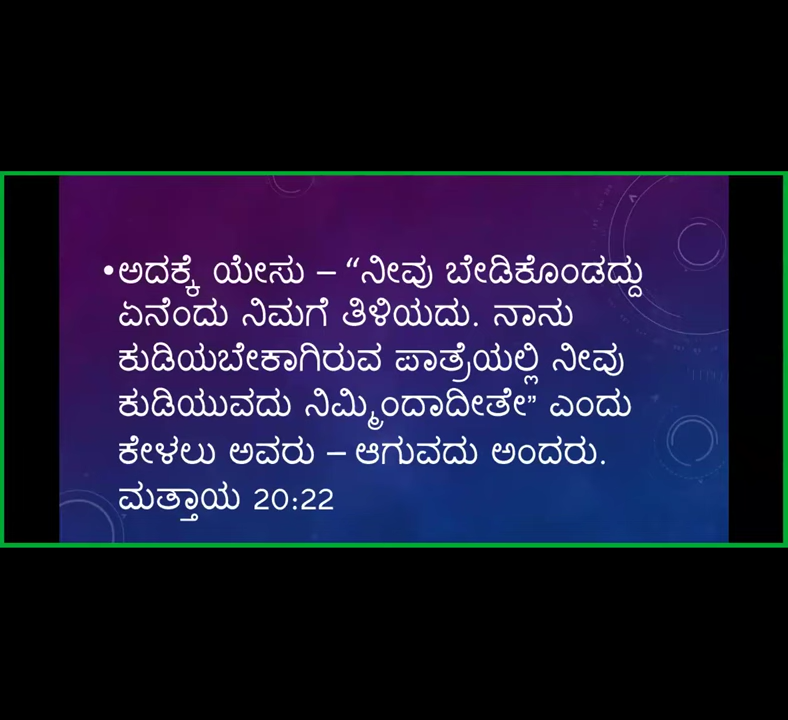 •ಅದಕ್ಕೆ ಯೇಸು – “ನೀವು ಬೇಡಿಕೊಂಡದ್ದು
ಏನೆಂದು ನಿಮಗೆ ತಿಳಿಯದು. ನಾನು
ಕುಡಿಯಬೇಕಾಗಿರುವ ಪಾತ್ರೆಯಲ್ಲಿ ನೀವು
ಕುಡಿಯುವದು ನಿಮ್ಮಿಂದಾದೀತೇ” ಎಂದು
ಕೇಳಲು ಅವರು – ಆಗುವದು ಅಂದರು.
ಮತ್ತಾಯ 20:22